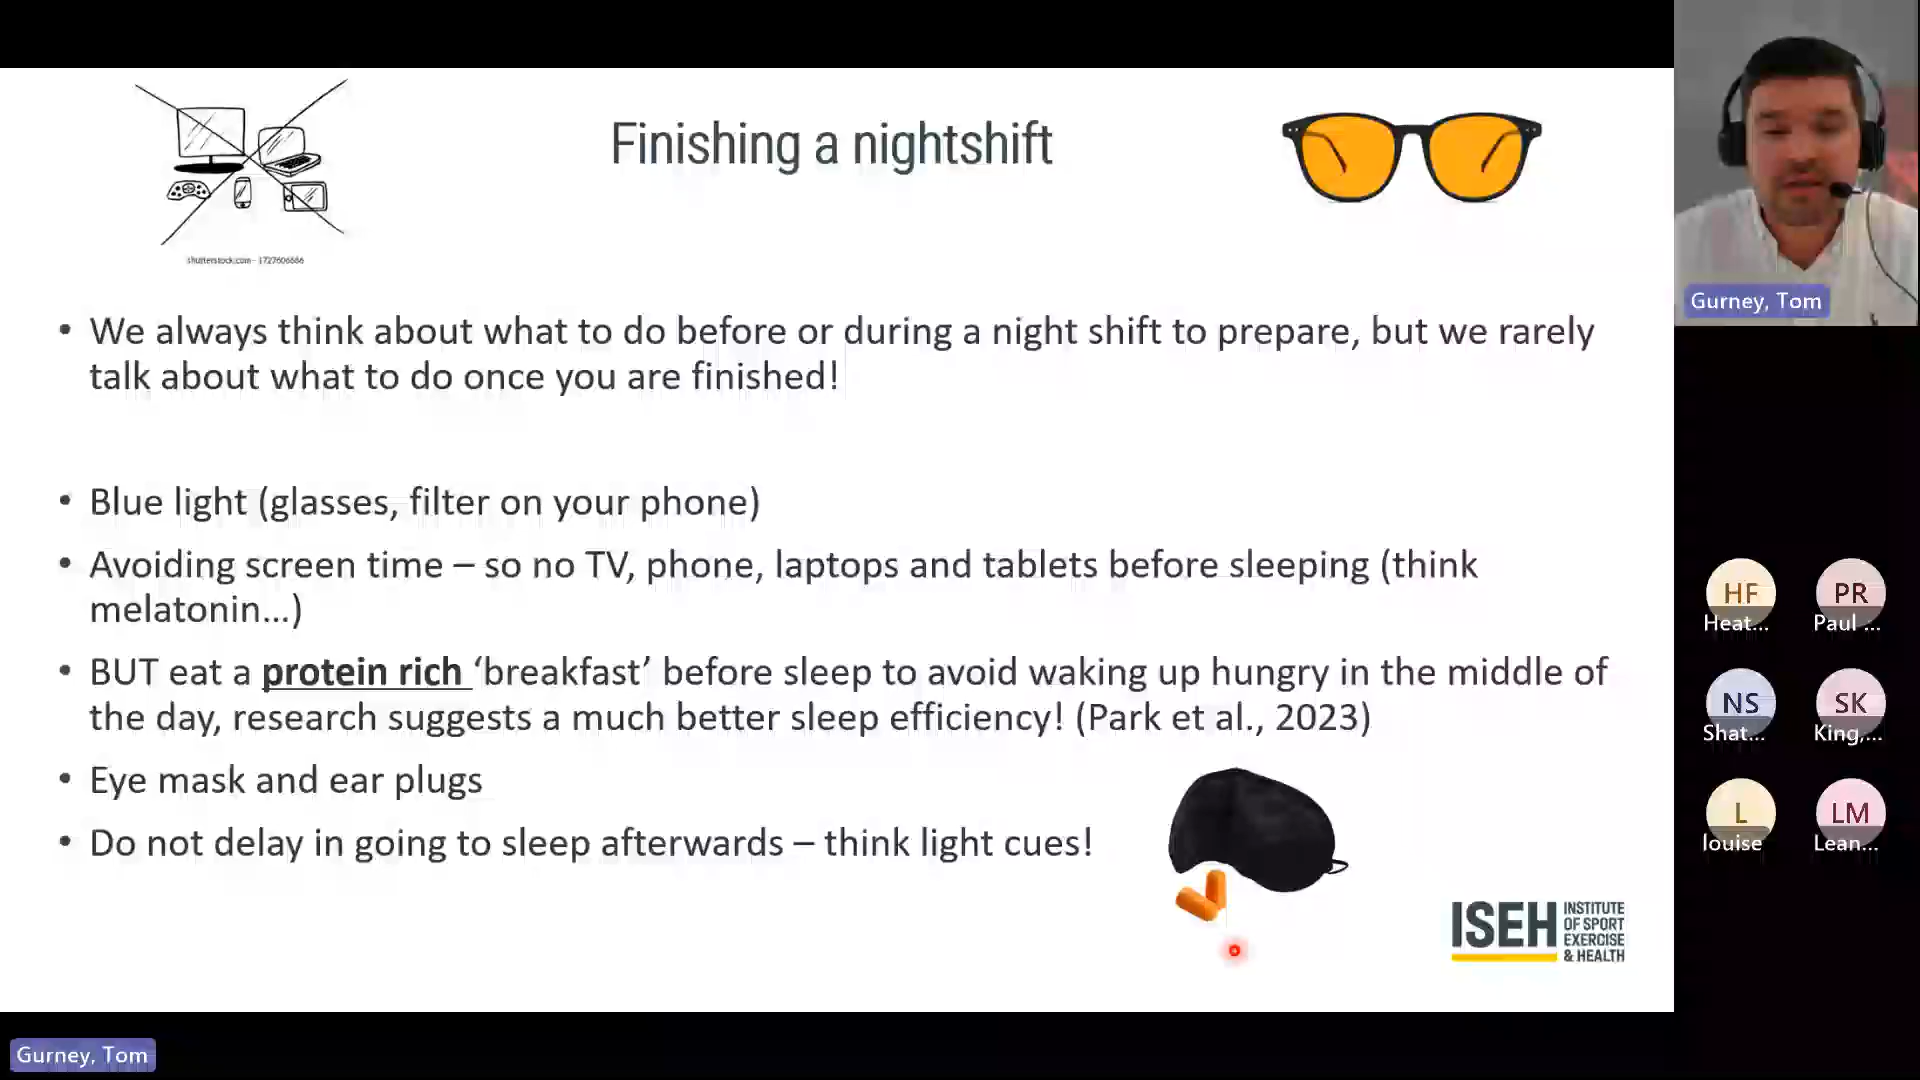 Finishing a nightshift
shutterstock.com · 1727606686
• We always think about what to do before or during a night shift to prepare, but we rarely
talk about what to do once you are finished!
• Blue light (glasses, filter on your phone)
• Avoiding screen time – so no TV, phone, laptops and tablets before sleeping (think
melatonin…)
• BUT eat a protein rich ‘breakfast’ before sleep to avoid waking up hungry in the middle of
the day, research suggests a much better sleep efficiency! (Park et al., 2023)
• Eye mask and ear plugs
• Do not delay in going to sleep afterwards – think light cues!
ISEH
INSTITUTE
OF SPORT
EXERCISE
& HEALTH
Gurney, Tom
Gurney, Tom
HF
Heat...
PR
Paul ...
NS
Shat...
SK
King,...
L
louise
LM
Lean...